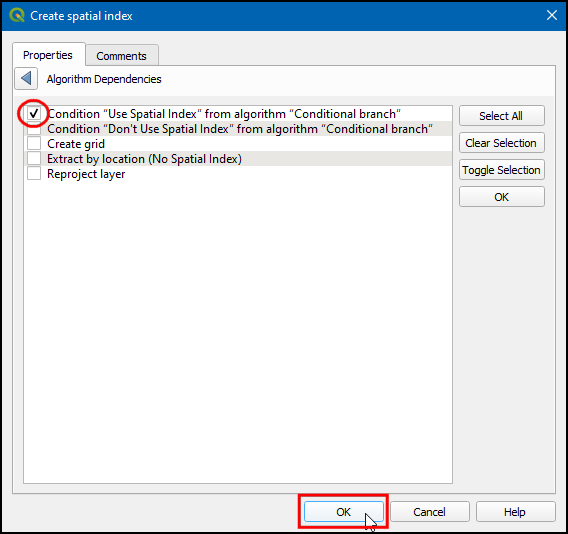 Create spatial index
Properties
Comments
Algorithm Dependencies
Condition “Use Spatial Index” from algorithm “Conditional branch”
Condition “Don't Use Spatial Index” from algorithm “Conditional branch”
Create grid
Extract by location (No Spatial Index)
Reproject layer
Select All
Clear Selection
Toggle Selection
OK
OK
Cancel
Help